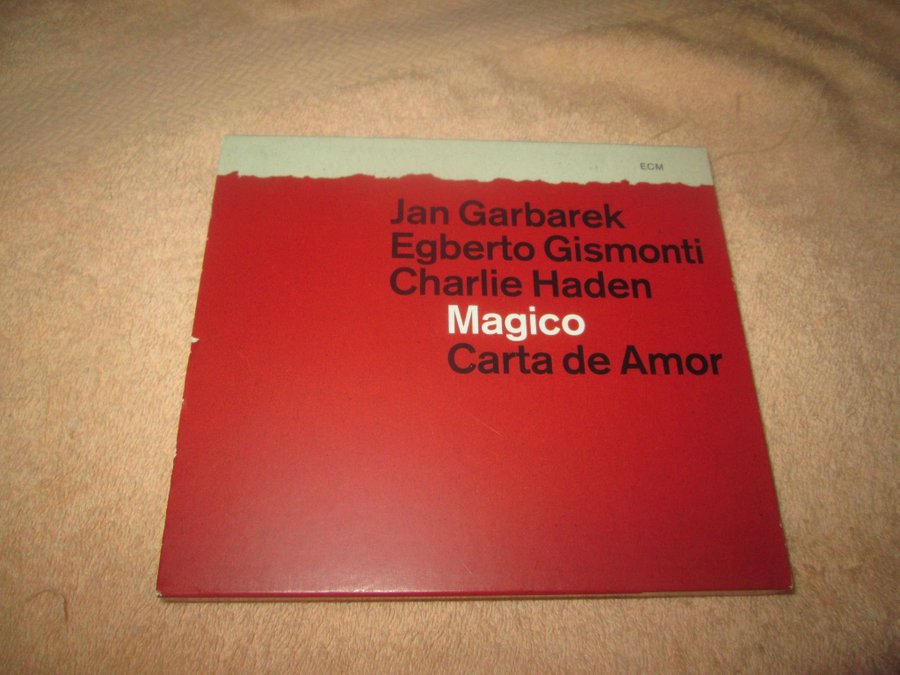 ECM
Jan Garbarek
Egberto Gismonti
Charlie Haden
Magico
Carta de Amor